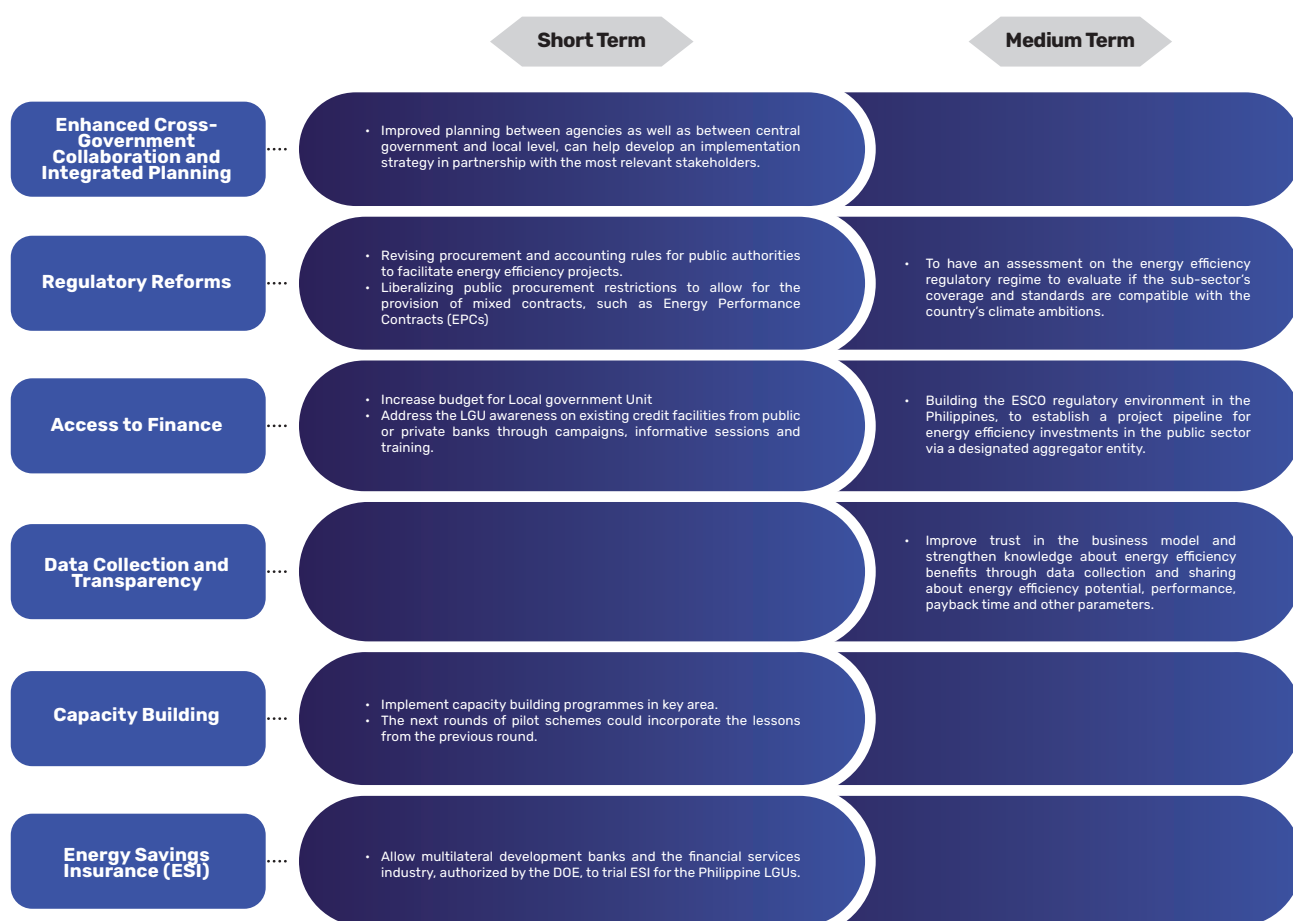 Short Term
Medium Term
Enhanced Cross-
Government
Collaboration and
Integrated Planning
• Improved planning between agencies as well as between central
government and local level, can help develop an implementation
strategy in partnership with the most relevant stakeholders.
Regulatory Reforms
• Revising procurement and accounting rules for public authorities
to facilitate energy efficiency projects.
• Liberalizing public procurement restrictions to allow for the
provision of mixed contracts, such as Energy Performance
Contracts (EPCs)
• To have an assessment on the energy efficiency
regulatory regime to evaluate if the sub-sector's
coverage and standards are compatible with the
country's climate ambitions.
Access to Finance
• Increase budget for Local government Unit
• Address the LGU awareness on existing credit facilities from public
or private banks through campaigns, informative sessions and
training.
• Building the ESCO regulatory environment in the
Philippines, to establish a project pipeline for
energy efficiency investments in the public sector
via a designated aggregator entity.
Data Collection and
Transparency
• Improve trust in the business model and
strengthen knowledge about energy efficiency
benefits through data collection and sharing
about energy efficiency potential, performance,
payback time and other parameters.
Capacity Building
• Implement capacity building programmes in key area.
• The next rounds of pilot schemes could incorporate the lessons
from the previous round.
Energy Savings
Insurance (ESI)
• Allow multilateral development banks and the financial services
industry, authorized by the DOE, to trial ESI for the Philippine LGUs.